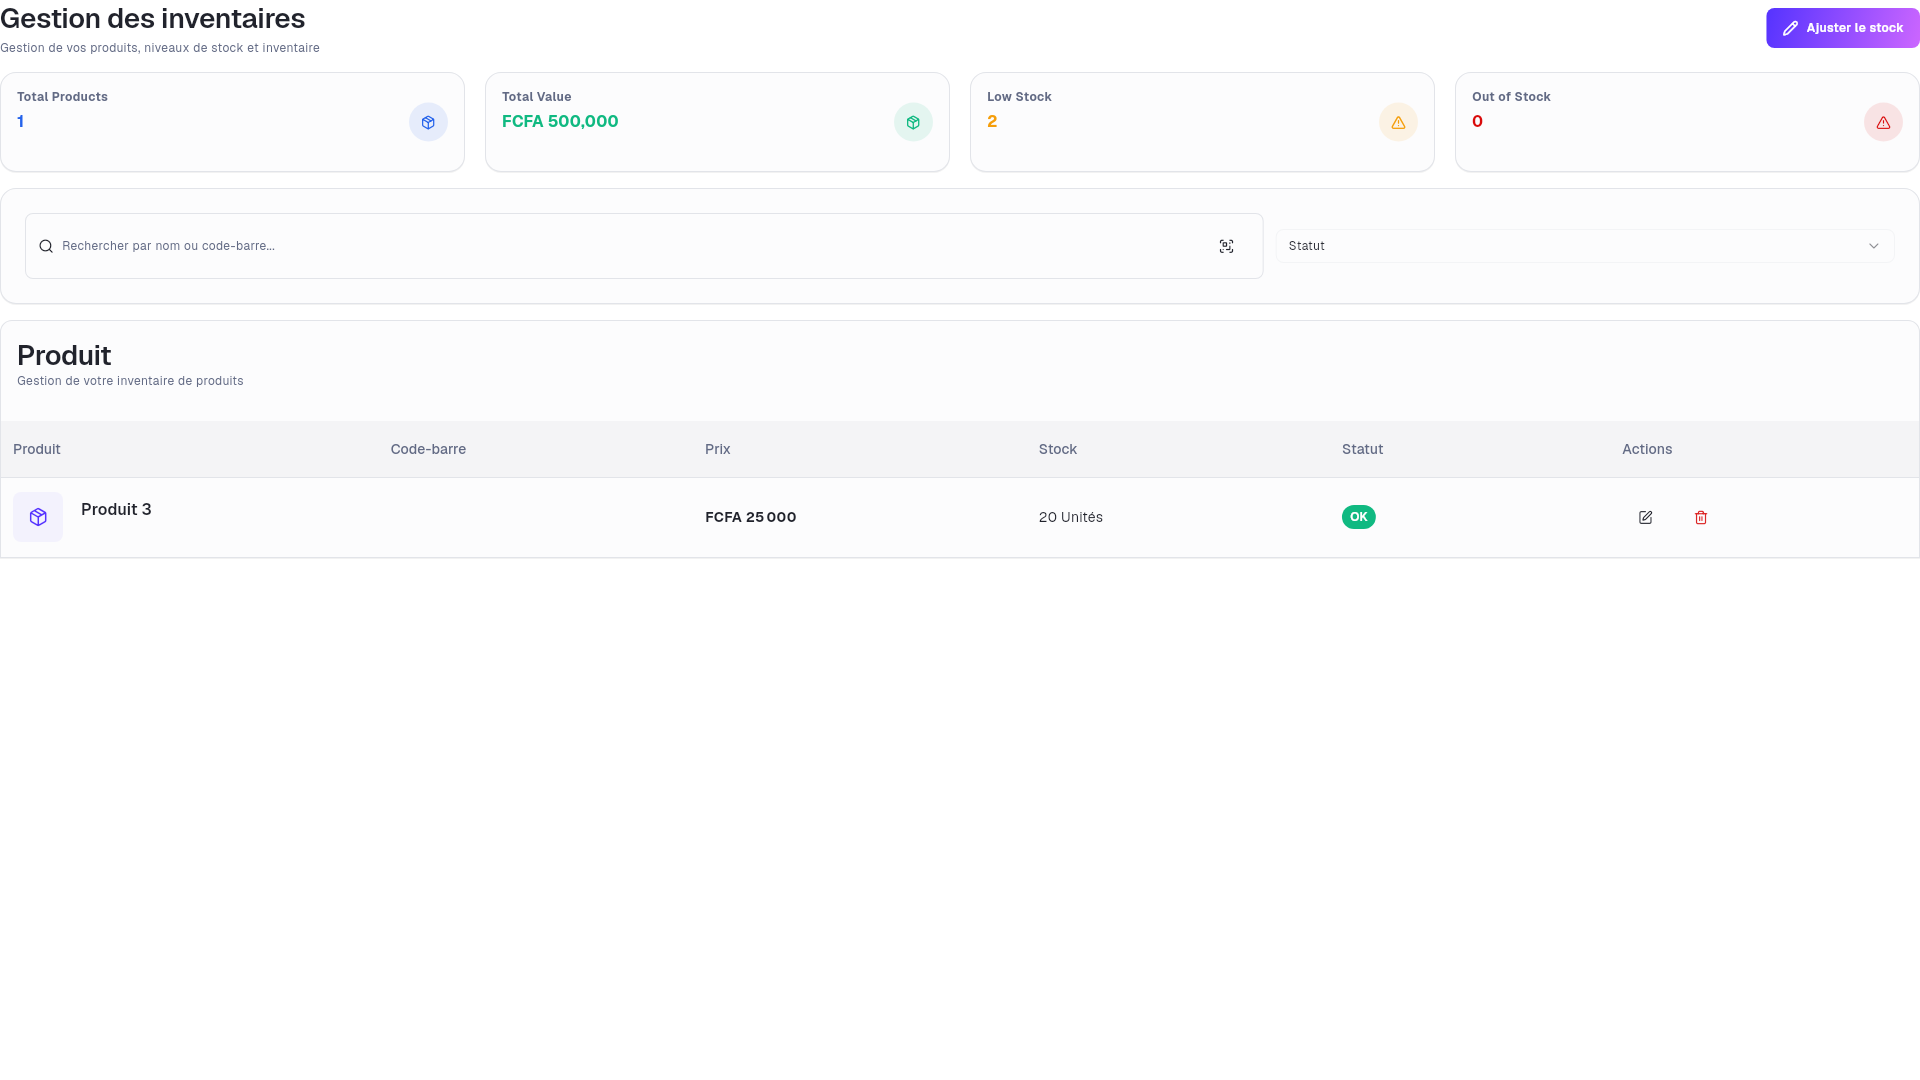 Gestion des inventaires
Gestion de vos produits, niveaux de stock et inventaire
Ajuster le stock
Total Products
1
Total Value
FCFA 500,000
Low Stock
2
Out of Stock
0
Rechercher par nom ou code-barre...
Statut
Produit
Gestion de votre inventaire de produits
Produit Code-barre Prix Stock Statut Actions
Produit 3 FCFA 25 000 20 Unités OK